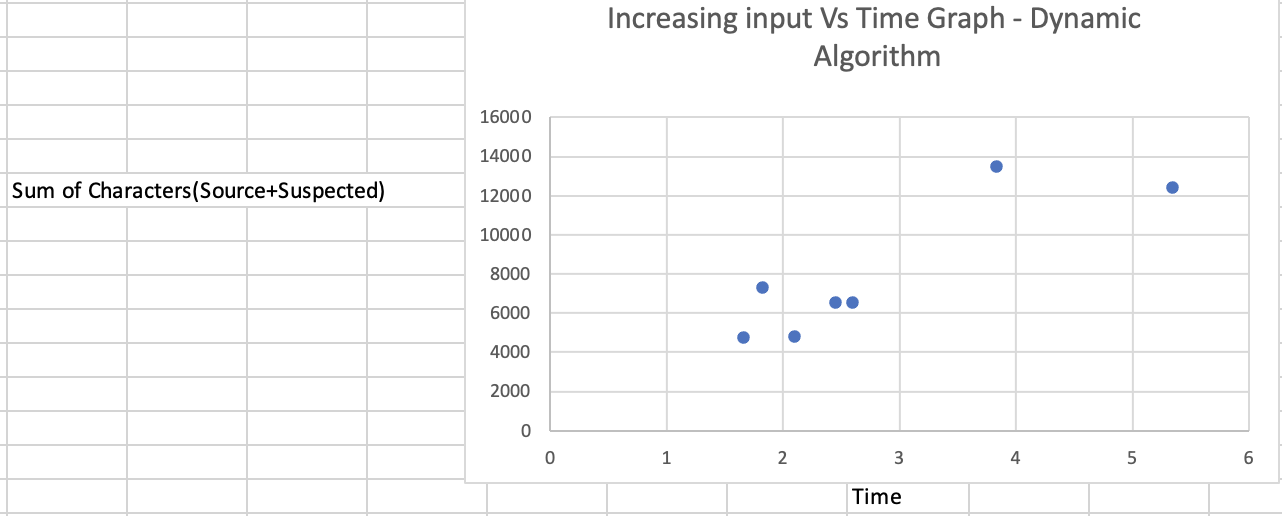 Increasing input Vs Time Graph - Dynamic
Algorithm
Sum of Characters(Source+Suspected)
16000
14000
12000
10000
8000
6000
4000
2000
0
0 1 2 3 4 5 6
Time